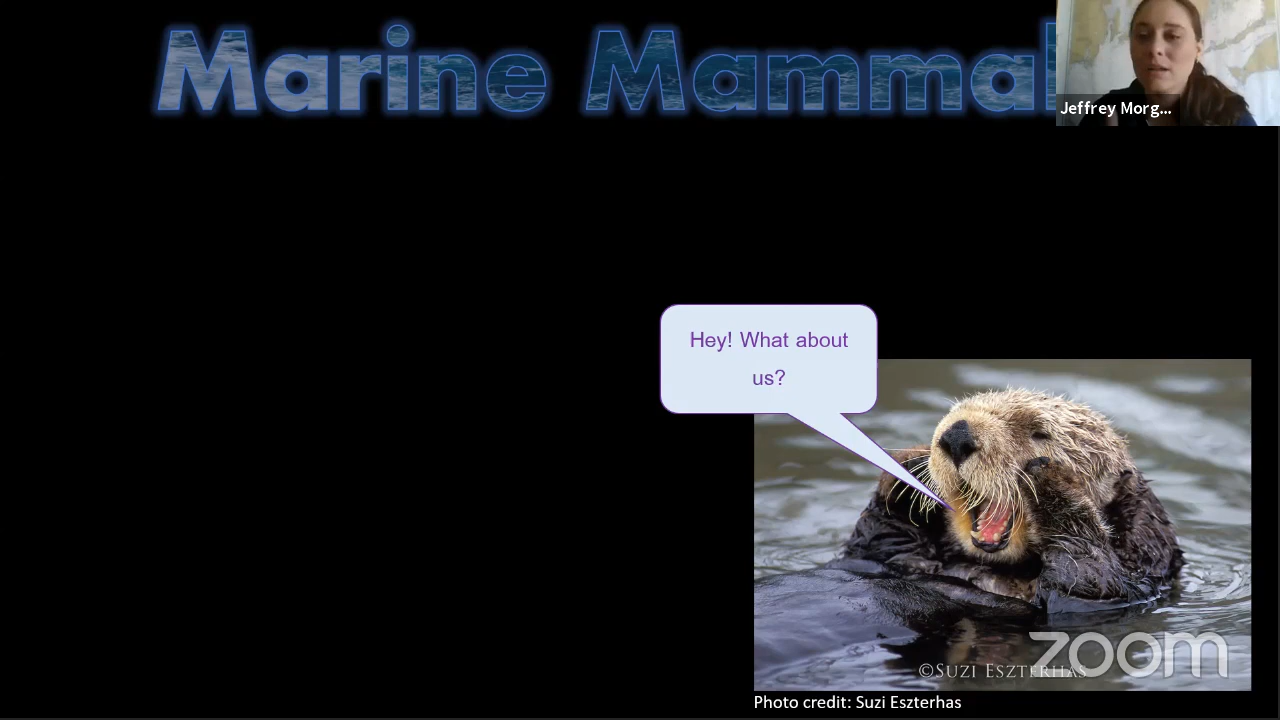 Marine Mammal
Jeffrey Morg...
Hey! What about
us?
zoom
©SUZI ESZTERHAS
Photo credit: Suzi Eszterhas